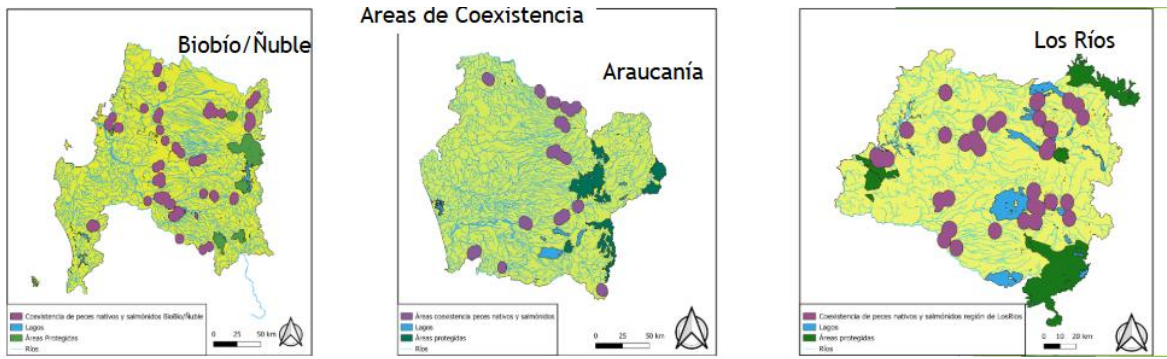 Areas de Coexistencia
Biobío/Ñuble
Coexistencia de peces nativos y salmónidos BioBio/Ñuble
Lagos
Áreas Protegidas
Ríos
0 25 50 km
Araucanía
Áreas coexistencia peces nativos y salmónidos
Lagos
Áreas protegidas
Ríos
0 25 50 km
Los Ríos
Coexistencia de peces nativos y salmónidos región de LosRios
Lagos
Áreas protegidas
Ríos
0 10 20 km